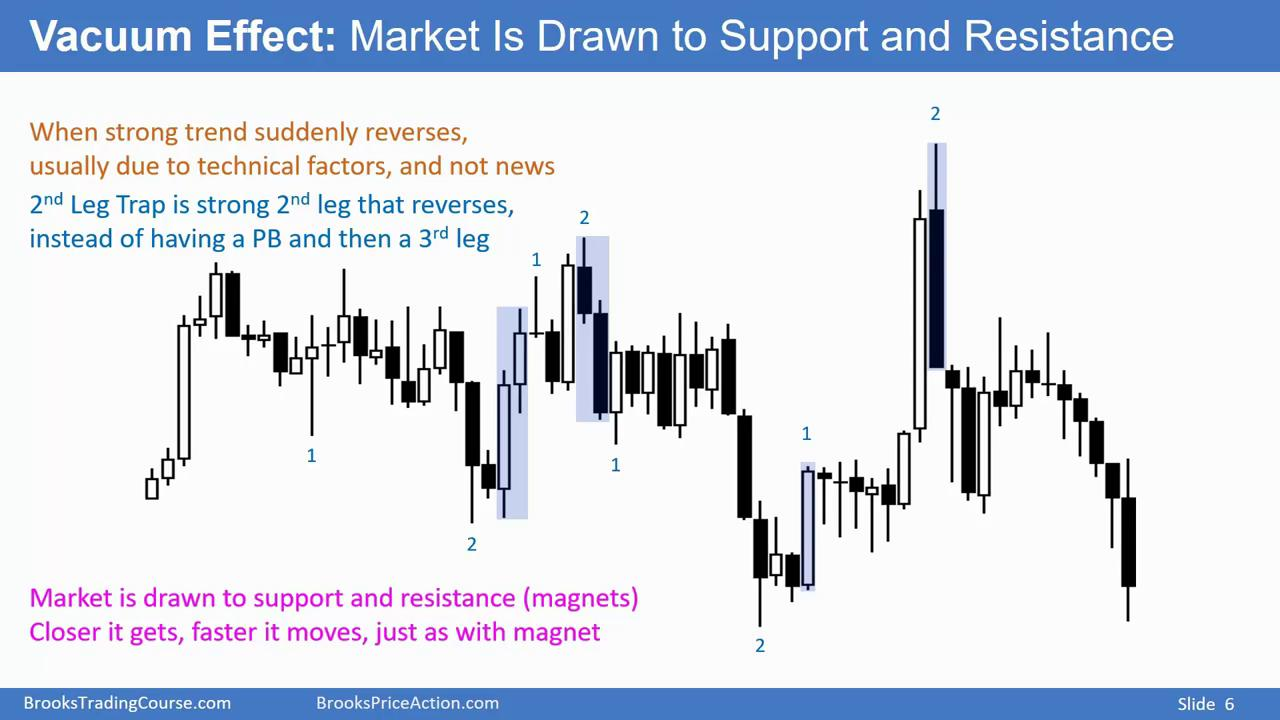 Vacuum Effect: Market Is Drawn to Support and Resistance
When strong trend suddenly reverses,
usually due to technical factors, and not news
2nd Leg Trap is strong 2nd leg that reverses,
instead of having a PB and then a 3rd leg
2
2
1
1
1
1
2
2
Market is drawn to support and resistance (magnets)
Closer it gets, faster it moves, just as with magnet
BrooksTradingCourse.com
BrooksPriceAction.com
Slide 6